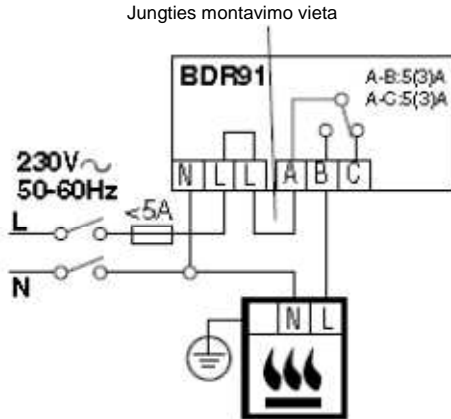 Jungties montavimo vieta
BDR91
A-B:5(3)A
A-C:5(3)A
230V~
50-60Hz
N L L A B C
L
<5A
N
N L